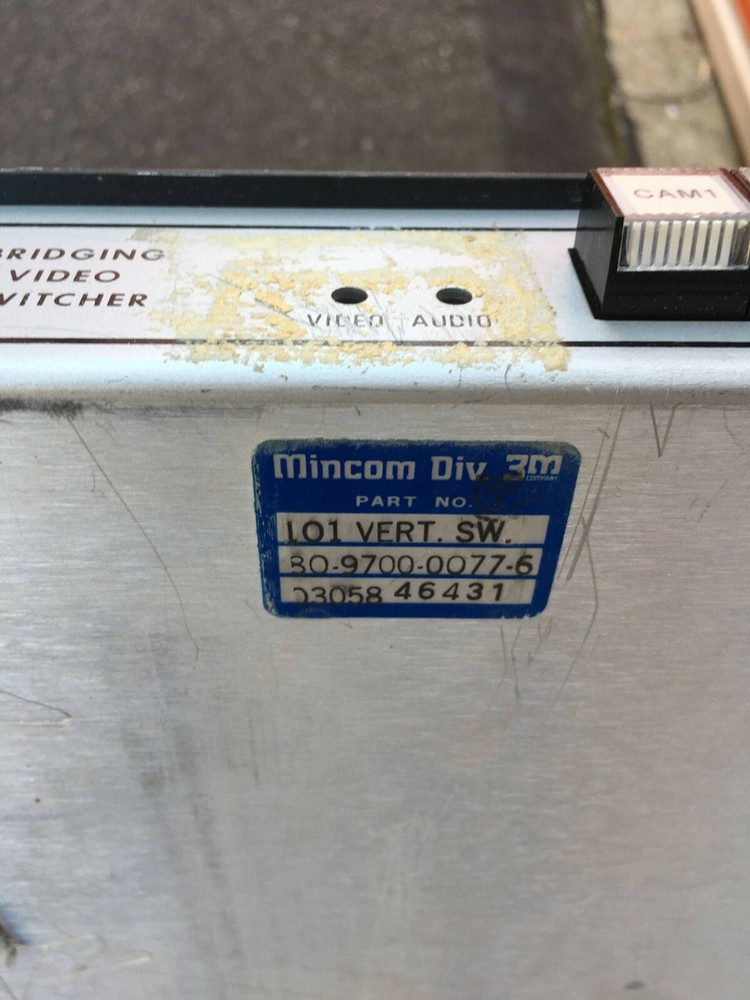 CAM1
BRIDGING
VIDEO
WITCHER
VIDEO AUDIO
Mincom Div. 3M
COMPANY
PART NO.
101 VERT. SW.
80-9700-0077-6
03058 46431